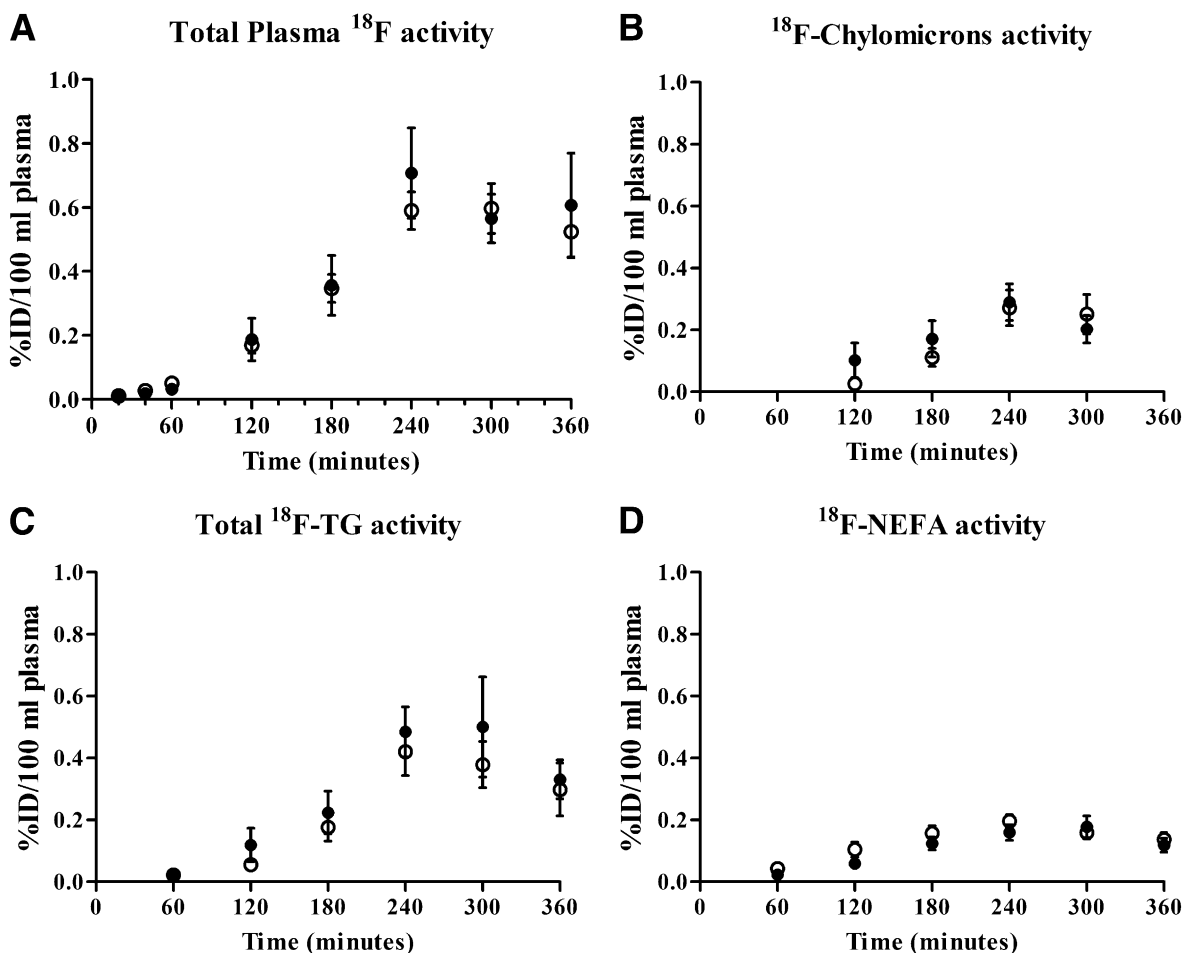 A
Total Plasma ¹⁸F activity
%ID/100 ml plasma
1.0
0.8
0.6
0.4
0.2
0.0
0 60 120 180 240 300 360
Time (minutes)
B
¹⁸F-Chylomicrons activity
%ID/100 ml plasma
1.0
0.8
0.6
0.4
0.2
0.0
0 60 120 180 240 300 360
Time (minutes)
C
Total ¹⁸F-TG activity
%ID/100 ml plasma
1.0
0.8
0.6
0.4
0.2
0.0
0 60 120 180 240 300 360
Time (minutes)
D
¹⁸F-NEFA activity
%ID/100 ml plasma
1.0
0.8
0.6
0.4
0.2
0.0
0 60 120 180 240 300 360
Time (minutes)